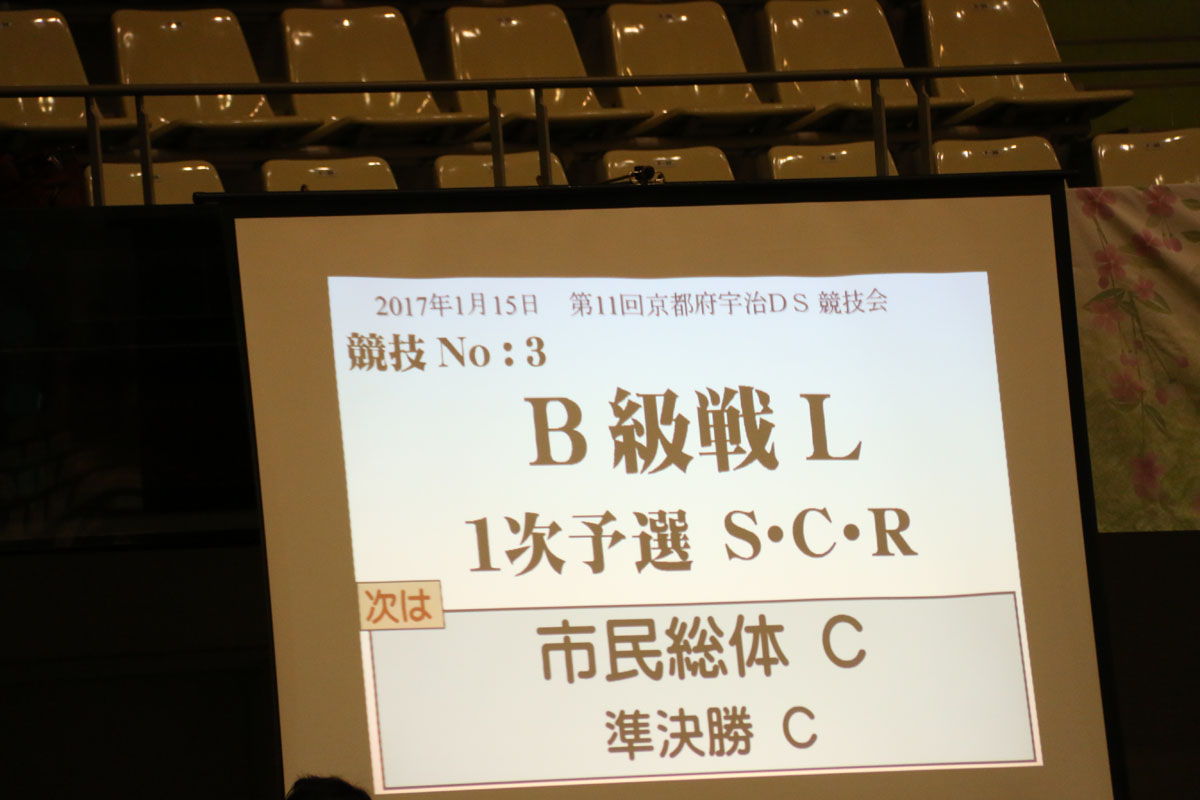 2017年1月15日 第11回京都府宇治DS 競技会
競技 No：3
B級戦 L
1次予選 S・C・R
次は
市民総体 C
準決勝 C